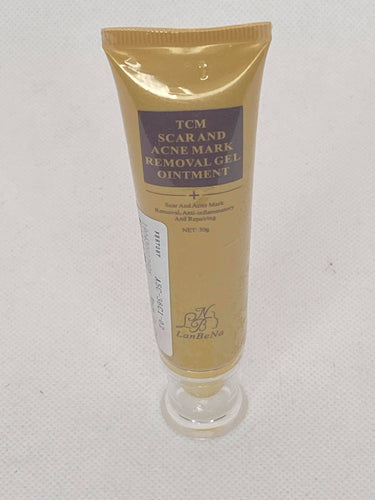 TCM
SCAR AND
ACNE MARK
REMOVAL GEL
OINTMENT
Scar And Acne Mark
Removal, Anti-inflammatory
And Repairing
NET: 30g
N
B
LanBeNa